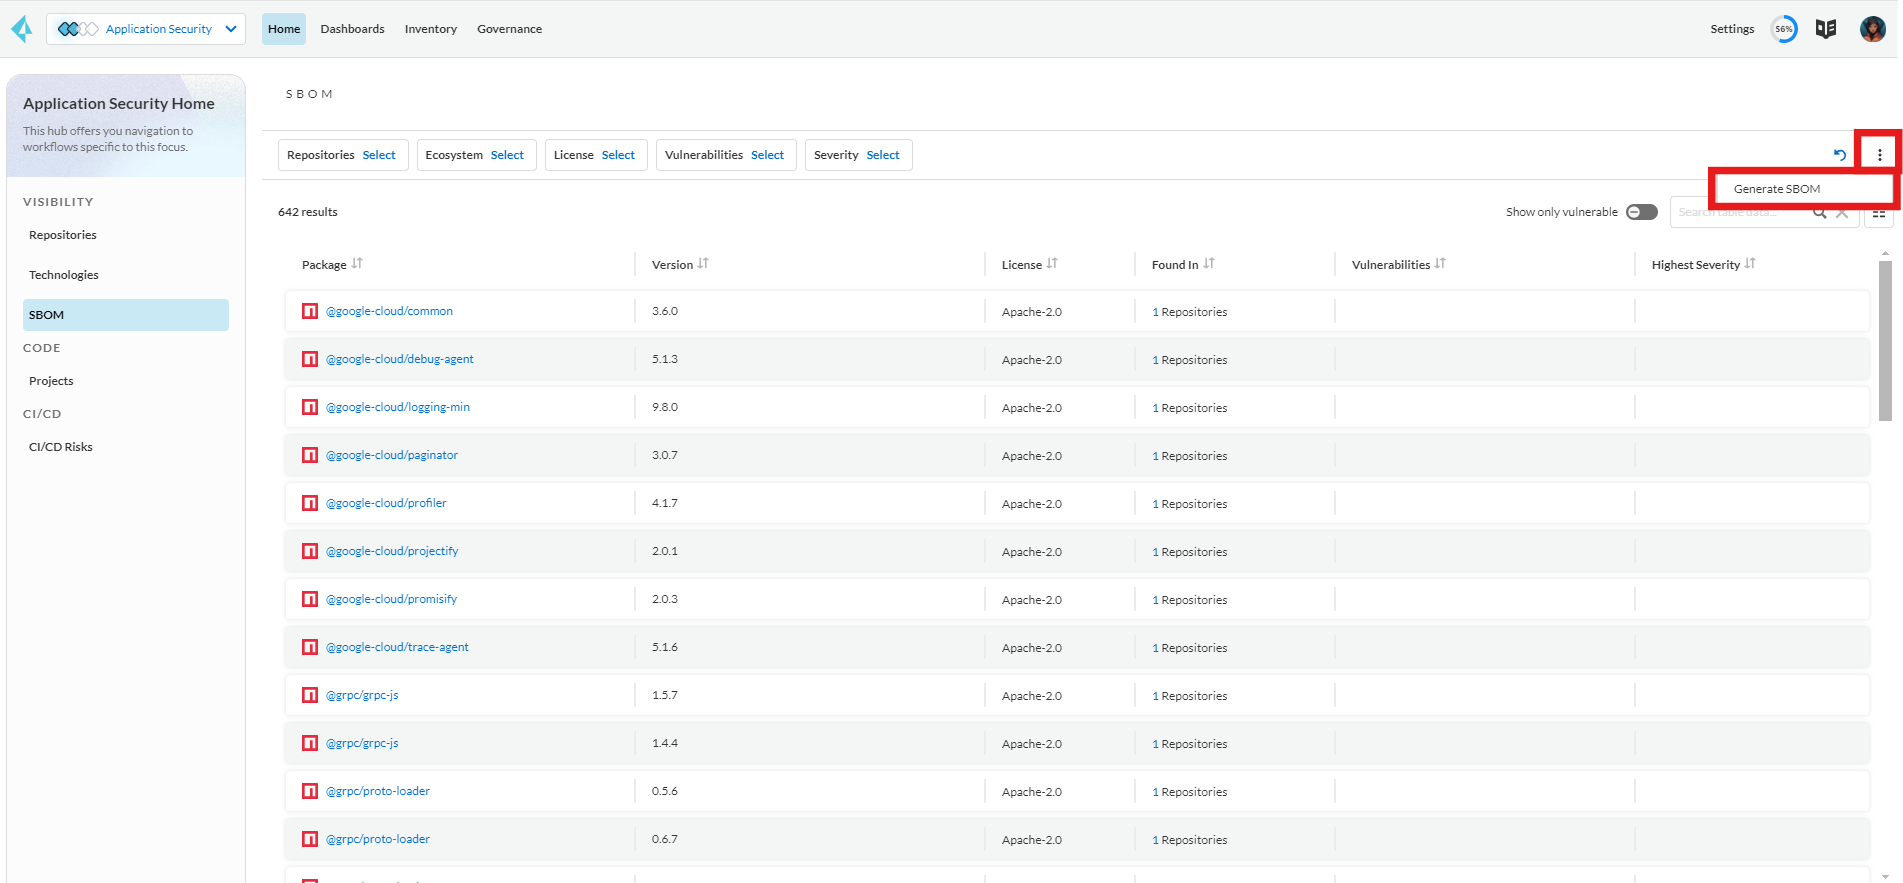 Application Security
Home
Dashboards
Inventory
Governance
Settings
56%
Application Security Home
This hub offers you navigation to
workflows specific to this focus.
VISIBILITY
Repositories
Technologies
SBOM
CODE
Projects
CI/CD
CI/CD Risks
SBOM
Repositories Select
Ecosystem Select
License Select
Vulnerabilities Select
Severity Select
Generate SBOM
642 results
Show only vulnerable
Search table data...
Package Version License Found In Vulnerabilities Highest Severity
@google-cloud/common 3.6.0 Apache-2.0 1 Repositories
@google-cloud/debug-agent 5.1.3 Apache-2.0 1 Repositories
@google-cloud/logging-min 9.8.0 Apache-2.0 1 Repositories
@google-cloud/paginator 3.0.7 Apache-2.0 1 Repositories
@google-cloud/profiler 4.1.7 Apache-2.0 1 Repositories
@google-cloud/projectify 2.0.1 Apache-2.0 1 Repositories
@google-cloud/promisify 2.0.3 Apache-2.0 1 Repositories
@google-cloud/trace-agent 5.1.6 Apache-2.0 1 Repositories
@grpc/grpc-js 1.5.7 Apache-2.0 1 Repositories
@grpc/grpc-js 1.4.4 Apache-2.0 1 Repositories
@grpc/proto-loader 0.5.6 Apache-2.0 1 Repositories
@grpc/proto-loader 0.6.7 Apache-2.0 1 Repositories